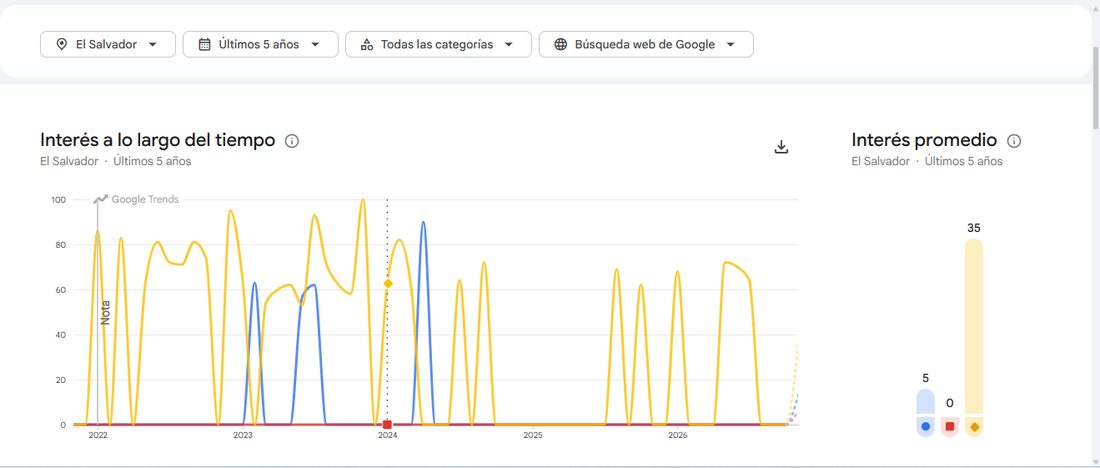 El Salvador
Últimos 5 años
Todas las categorías
Búsqueda web de Google
Interés a lo largo del tiempo
El Salvador · Últimos 5 años
Interés promedio
El Salvador · Últimos 5 años
Google Trends
Nota
100
80
60
40
20
0
2022
2023
2024
2025
2026
35
5
0